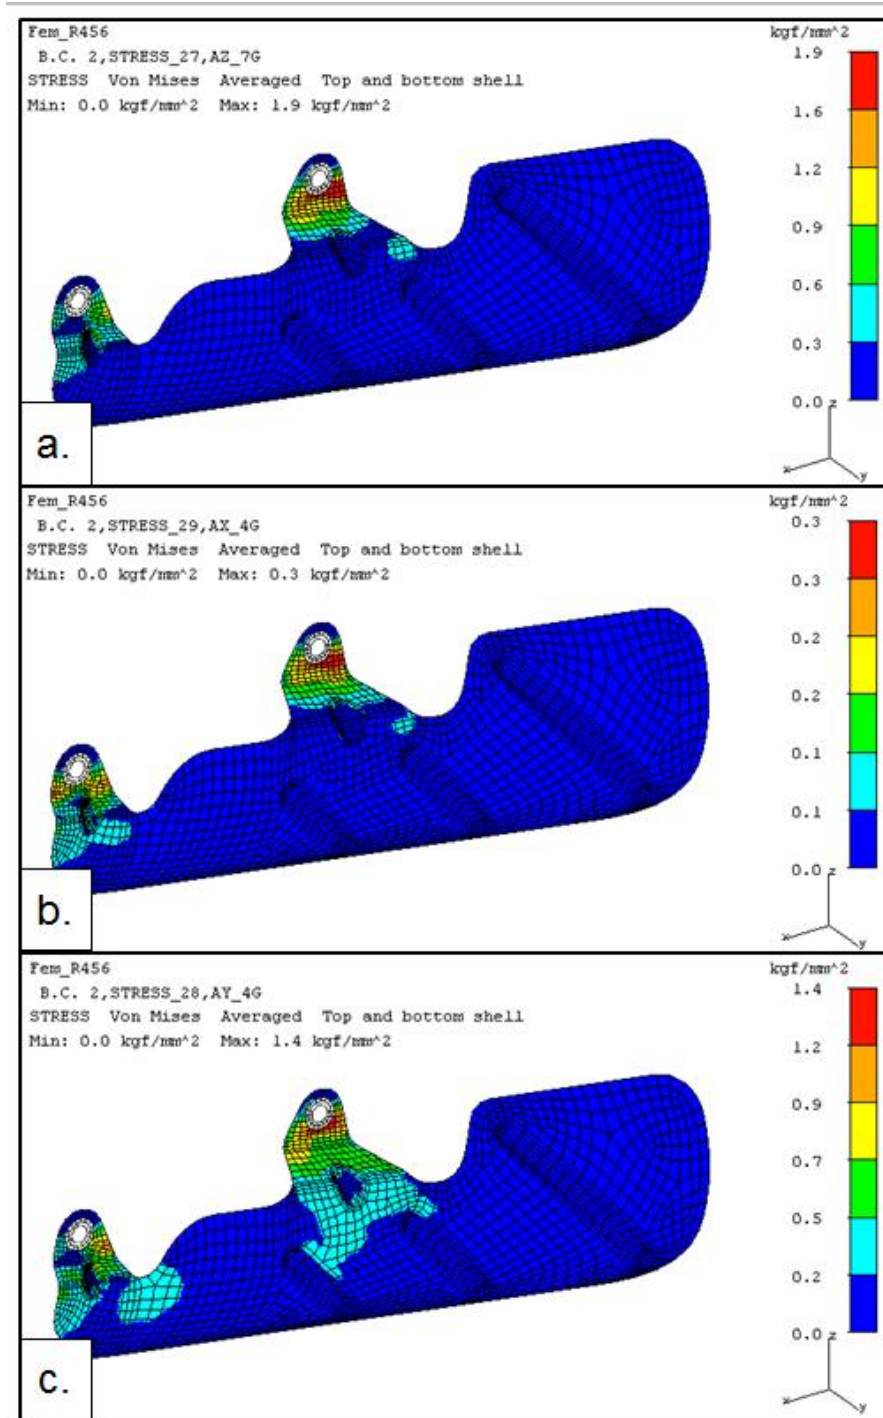 Fem_R456
B.C. 2,STRESS_27,AZ_7G
STRESS Von Mises Averaged Top and bottom shell
Min: 0.0 kgf/mm^2 Max: 1.9 kgf/mm^2
kgf/mm^2
1.9
1.6
1.2
0.9
0.6
0.3
0.0
z
x
y
a.
Fem_R456
B.C. 2,STRESS_29,AX_4G
STRESS Von Mises Averaged Top and bottom shell
Min: 0.0 kgf/mm^2 Max: 0.3 kgf/mm^2
kgf/mm^2
0.3
0.3
0.2
0.2
0.1
0.1
0.0
z
x
y
b.
Fem_R456
B.C. 2,STRESS_28,AY_4G
STRESS Von Mises Averaged Top and bottom shell
Min: 0.0 kgf/mm^2 Max: 1.4 kgf/mm^2
kgf/mm^2
1.4
1.2
0.9
0.7
0.5
0.2
0.0
z
x
y
c.